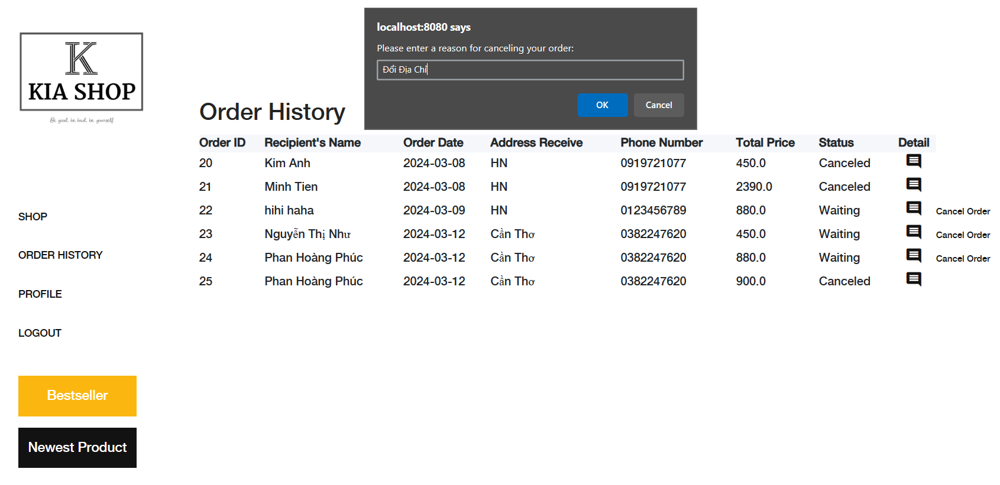 K
KIA SHOP
Be good, be bad, be yourself
localhost:8080 says
Please enter a reason for canceling your order:
Đổi Địa Chỉ
OK Cancel
Order History
Order ID Recipient's Name Order Date Address Receive Phone Number Total Price Status Detail
20 Kim Anh 2024-03-08 HN 0919721077 450.0 Canceled
21 Minh Tien 2024-03-08 HN 0919721077 2390.0 Canceled
22 hihi haha 2024-03-09 HN 0123456789 880.0 Waiting Cancel Order
23 Nguyễn Thị Như 2024-03-12 Cần Thơ 0382247620 450.0 Waiting Cancel Order
24 Phan Hoàng Phúc 2024-03-12 Cần Thơ 0382247620 880.0 Waiting Cancel Order
25 Phan Hoàng Phúc 2024-03-12 Cần Thơ 0382247620 900.0 Canceled
SHOP
ORDER HISTORY
PROFILE
LOGOUT
Bestseller
Newest Product